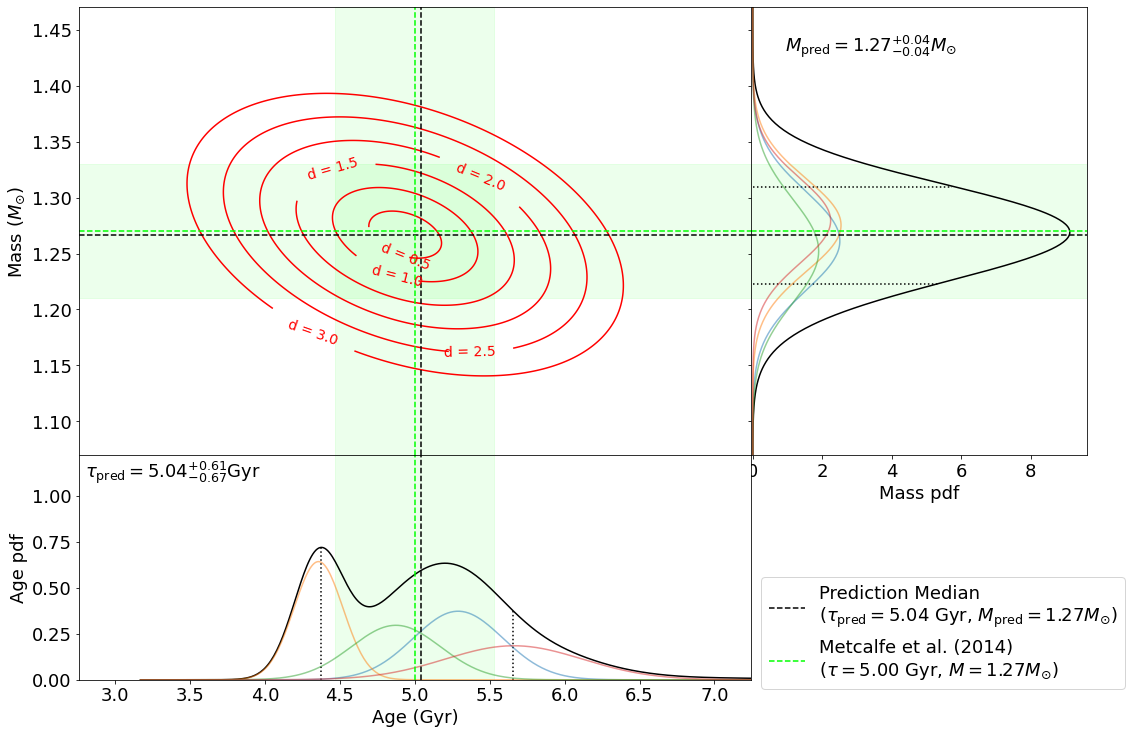 1.45
1.40
1.35
1.30
1.25
1.20
1.15
1.10
Mass (M⊙)
d = 1.5
d = 2.0
d = 0.5
d = 1.0
d = 3.0
d = 2.5
M_pred = 1.27^{+0.04}_{-0.04} M⊙
0 2 4 6 8
Mass pdf
τ_pred = 5.04^{+0.61}_{-0.67}Gyr
1.00
0.75
0.50
0.25
0.00
Age pdf
3.0 3.5 4.0 4.5 5.0 5.5 6.0 6.5 7.0
Age (Gyr)
Prediction Median
(τ_pred = 5.04 Gyr, M_pred = 1.27M⊙)
Metcalfe et al. (2014)
(τ = 5.00 Gyr, M = 1.27M⊙)